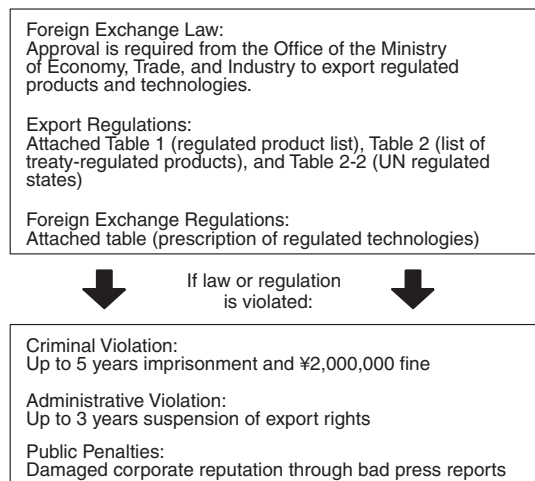 Foreign Exchange Law:
Approval is required from the Office of the Ministry
of Economy, Trade, and Industry to export regulated
products and technologies.
Export Regulations:
Attached Table 1 (regulated product list), Table 2 (list of
treaty-regulated products), and Table 2-2 (UN regulated
states)
Foreign Exchange Regulations:
Attached table (prescription of regulated technologies)
If law or regulation
is violated:
Criminal Violation:
Up to 5 years imprisonment and ¥2,000,000 fine
Administrative Violation:
Up to 3 years suspension of export rights
Public Penalties:
Damaged corporate reputation through bad press reports